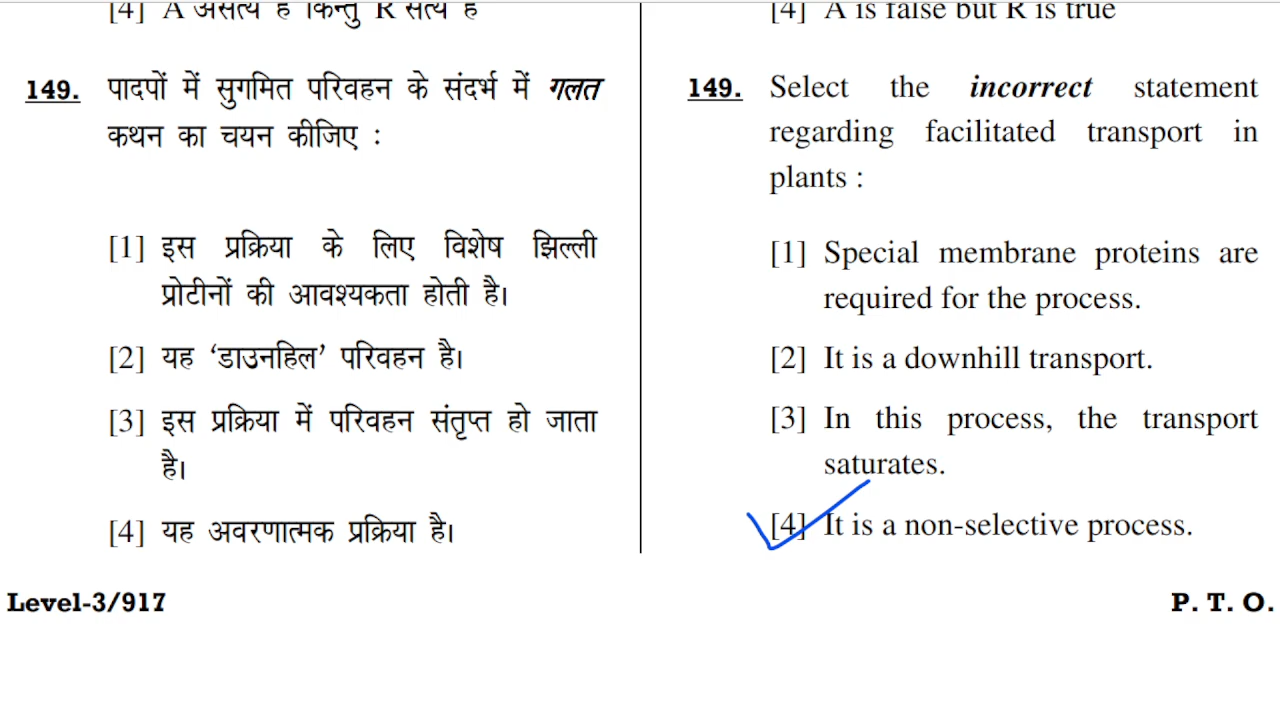 [4] A असत्य है किन्तु R सत्य है
149. पादपों में सुगमित परिवहन के संदर्भ में गलत
कथन का चयन कीजिए :
[1] इस प्रक्रिया के लिए विशेष झिल्ली
प्रोटीनों की आवश्यकता होती है।
[2] यह ‘डाउनहिल’ परिवहन है।
[3] इस प्रक्रिया में परिवहन संतृप्त हो जाता
है।
[4] यह अवरणात्मक प्रक्रिया है।
Level-3/917
[4] A is false but R is true
149. Select the incorrect statement
regarding facilitated transport in
plants :
[1] Special membrane proteins are
required for the process.
[2] It is a downhill transport.
[3] In this process, the transport
saturates.
[4] It is a non-selective process.
P. T. O.